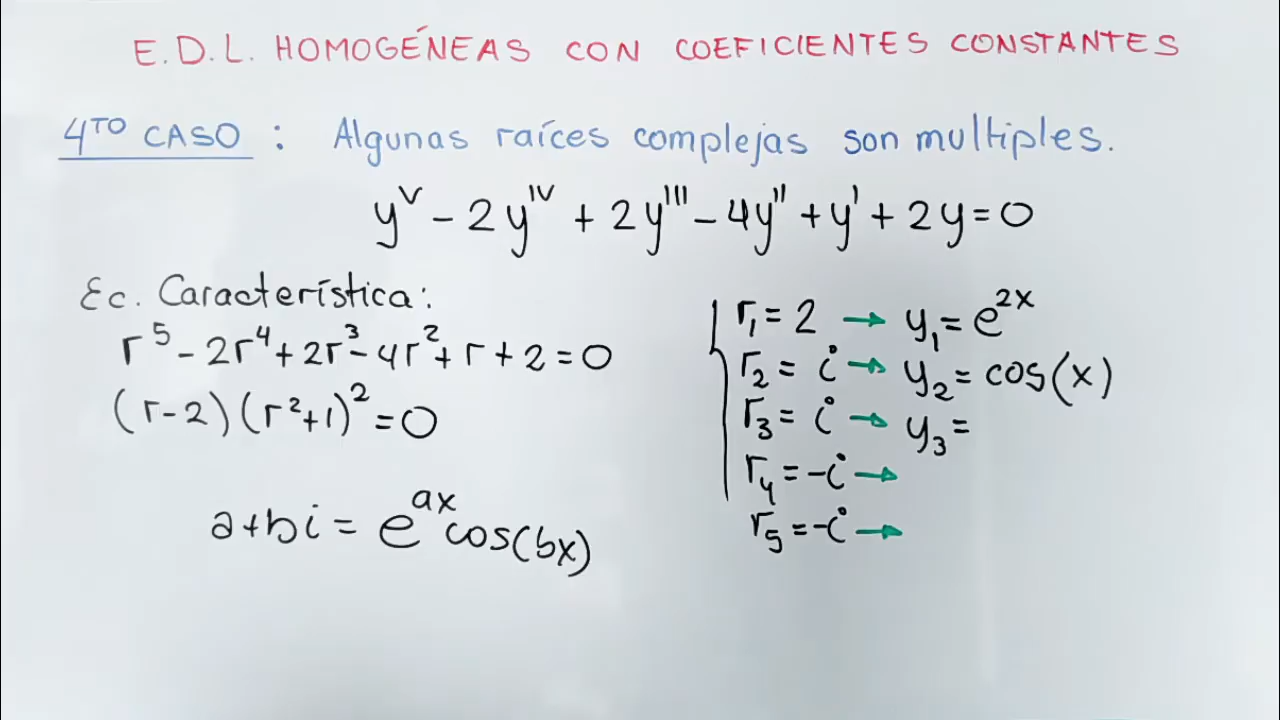 E.D.L. HOMOGÉNEAS CON COEFICIENTES CONSTANTES
4TO CASO : Algunas raíces complejas son multiples.
y^V - 2y^IV + 2y''' - 4y'' + y' + 2y = 0
Ec. Característica:
r^5 - 2r^4 + 2r^3 - 4r^2 + r + 2 = 0
(r-2)(r^2+1)^2 = 0
a+bi = e^ax cos(bx)
r1 = 2 → y1 = e^2x
r2 = i → y2 = cos(x)
r3 = i → y3 =
r4 = -i →
r5 = -i →